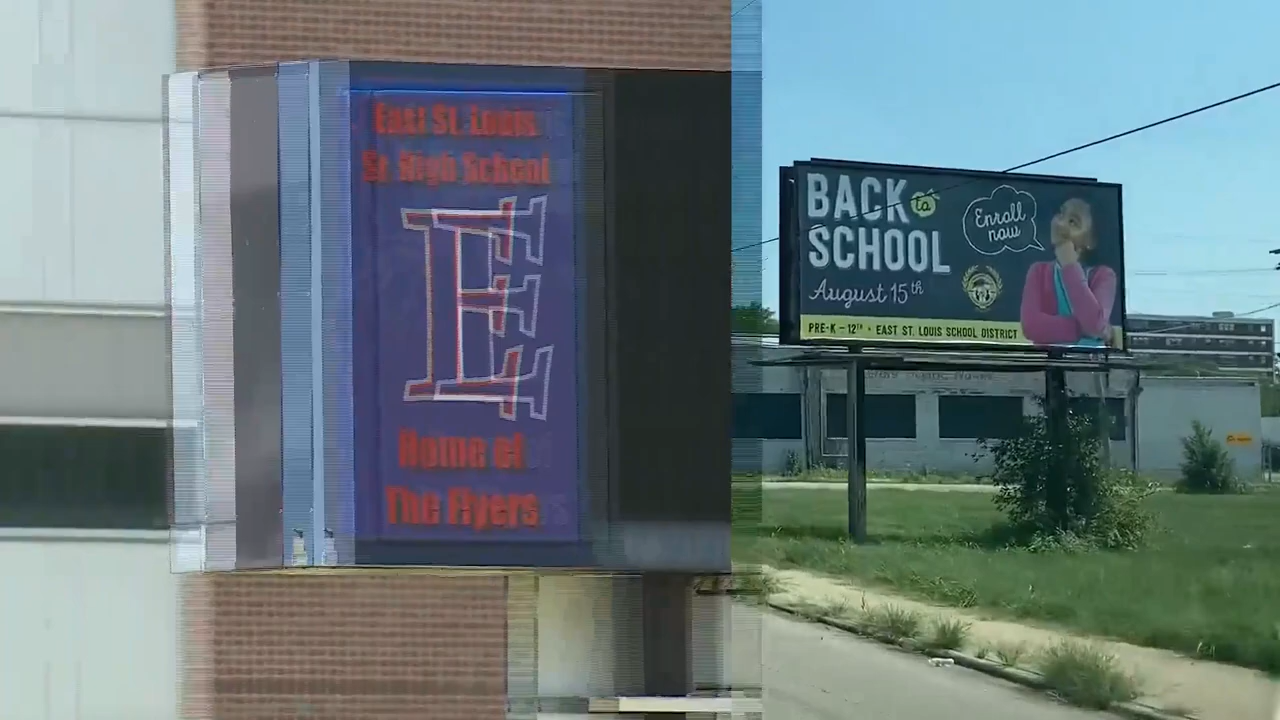 East St. Louis
Sr High School
E
Home of
The Flyers
BACK to
SCHOOL
August 15th
Enroll
now
PRE-K - 12TH • EAST ST. LOUIS SCHOOL DISTRICT